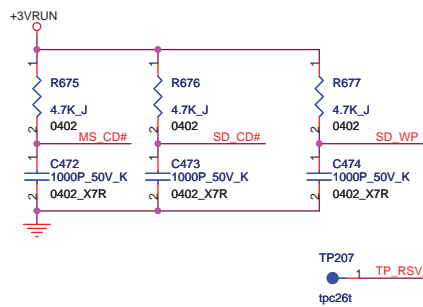 +3VRUN
1 1 1
R675 R676 R677
4.7K_J 4.7K_J 4.7K_J
0402 0402 0402
2 2 2
MS_CD# SD_CD# SD_WP
1 1 1
C472 C473 C474
1000P_50V_K 1000P_50V_K 1000P_50V_K
0402_X7R 0402_X7R 0402_X7R
2 2 2
TP207
1 TP_RSV
tpc26t